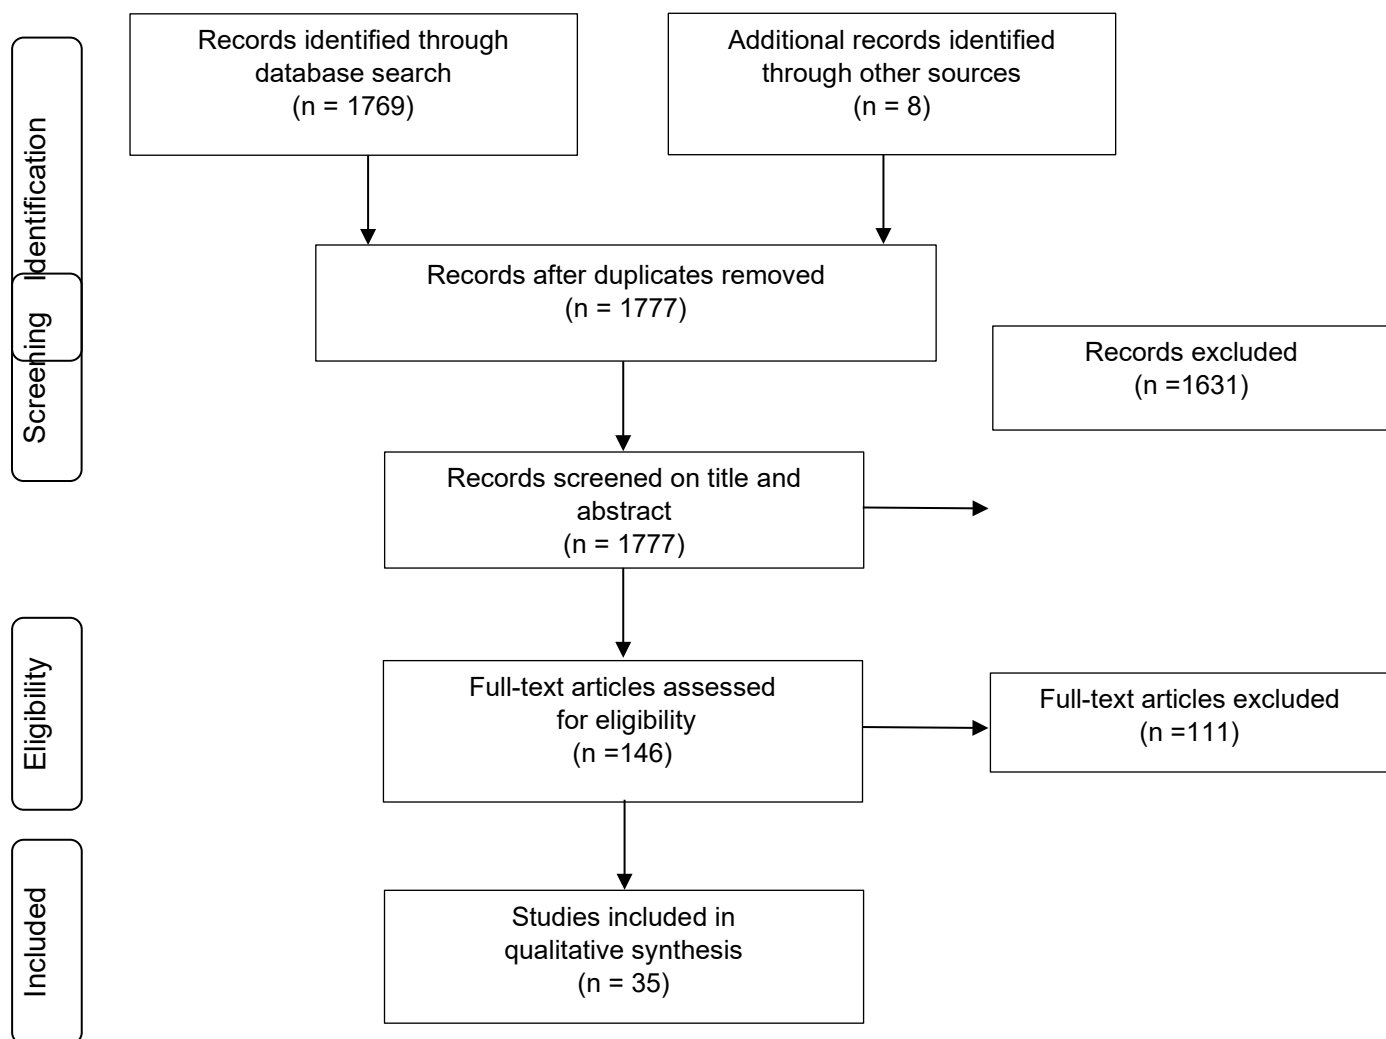 Records identified through
database search
(n = 1769)
Additional records identified
through other sources
(n = 8)
Identification
Records after duplicates removed
(n = 1777)
Screening
Records excluded
(n =1631)
Records screened on title and
abstract
(n = 1777)
Eligibility
Full-text articles assessed
for eligibility
(n =146)
Full-text articles excluded
(n =111)
Included
Studies included in
qualitative synthesis
(n = 35)